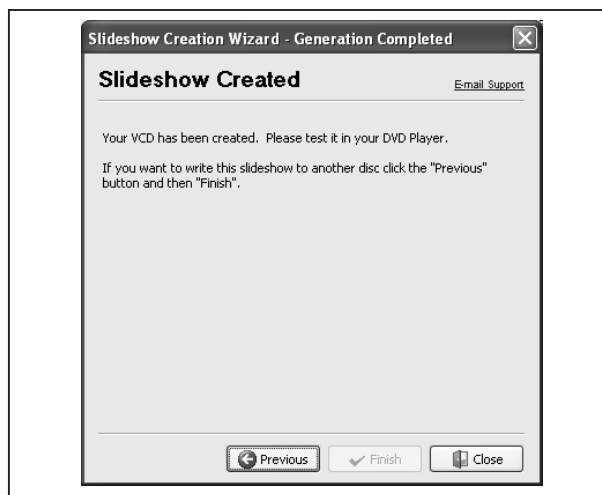 Slideshow Creation Wizard - Generation Completed
Slideshow Created
E-mail Support
Your VCD has been created. Please test it in your DVD Player.
If you want to write this slideshow to another disc click the "Previous"
button and then "Finish".
Previous
Finish
Close